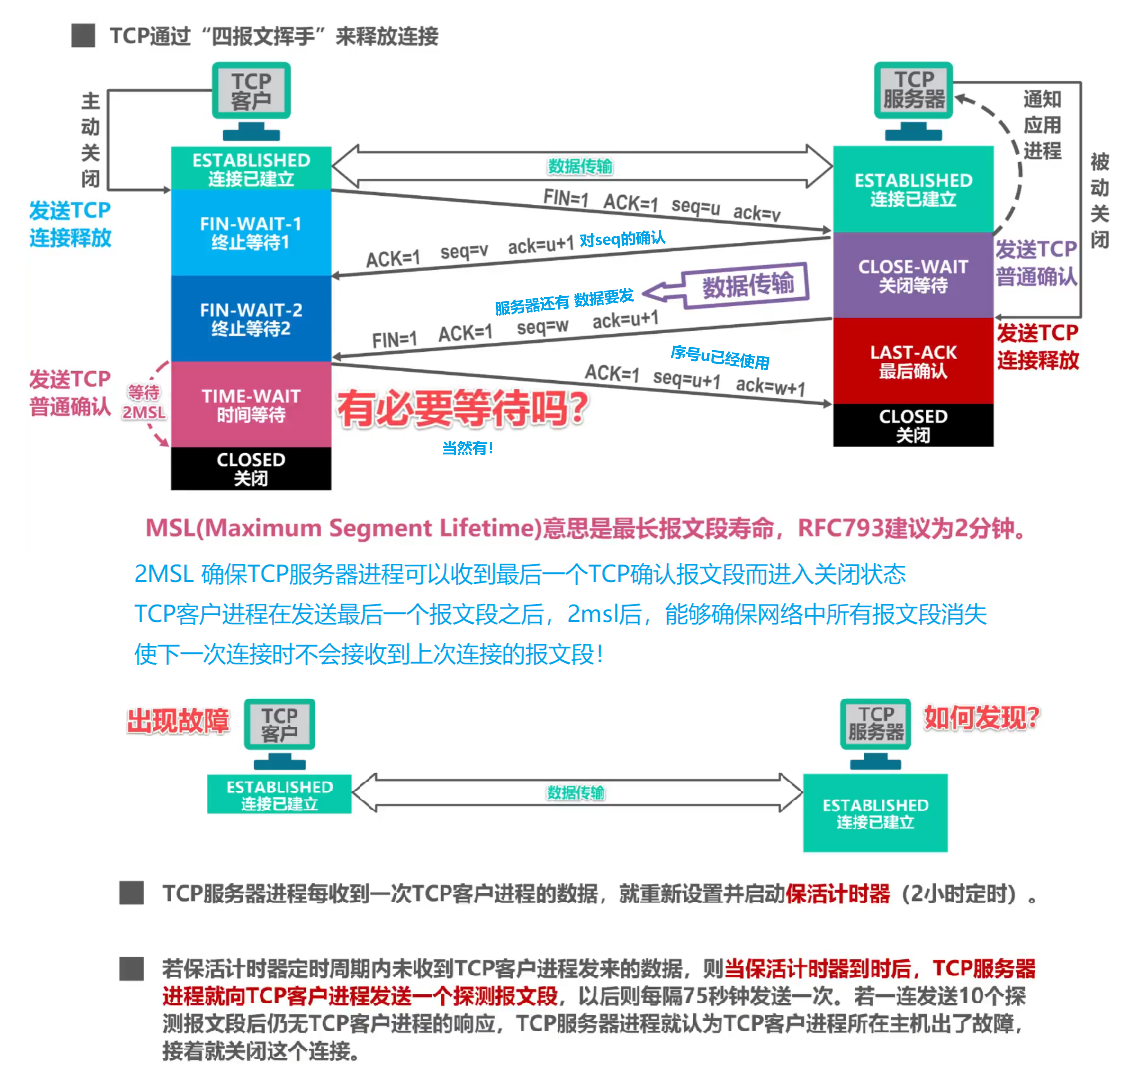 TCP通过“四报文挥手”来释放连接
TCP
客户
TCP
服务器
主动关闭
通知
应用
进程
被动关闭
ESTABLISHED
连接已建立
数据传输
ESTABLISHED
连接已建立
FIN=1 ACK=1 seq=u ack=v
发送TCP
连接释放
FIN-WAIT-1
终止等待1
ACK=1 seq=v ack=u+1
对seq的确认
CLOSE-WAIT
关闭等待
发送TCP
普通确认
数据传输
服务器还有 数据要发
FIN-WAIT-2
终止等待2
FIN=1 ACK=1 seq=w ack=u+1
发送TCP
连接释放
LAST-ACK
最后确认
序号u已经使用
ACK=1 seq=u+1 ack=w+1
发送TCP
普通确认
等待
2MSL
TIME-WAIT
时间等待
有必要等待吗?
当然有!
CLOSED
关闭
CLOSED
关闭
MSL(Maximum Segment Lifetime)意思是最长报文段寿命，RFC793建议为2分钟。
2MSL 确保TCP服务器进程可以收到最后一个TCP确认报文段而进入关闭状态
TCP客户进程在发送最后一个报文段之后，2msl后，能够确保网络中所有报文段消失
使下一次连接时不会接收到上次连接的报文段！
出现故障
TCP
客户
TCP
服务器
如何发现?
ESTABLISHED
连接已建立
数据传输
ESTABLISHED
连接已建立
TCP服务器进程每收到一次TCP客户进程的数据，就重新设置并启动保活计时器（2小时定时）。
若保活计时器定时周期内未收到TCP客户进程发来的数据，则当保活计时器到时后，TCP服务器
进程就向TCP客户进程发送一个探测报文段，以后则每隔75秒钟发送一次。若一连发送10个探
测报文段后仍无TCP客户进程的响应，TCP服务器进程就认为TCP客户进程所在主机出了故障，
接着就关闭这个连接。